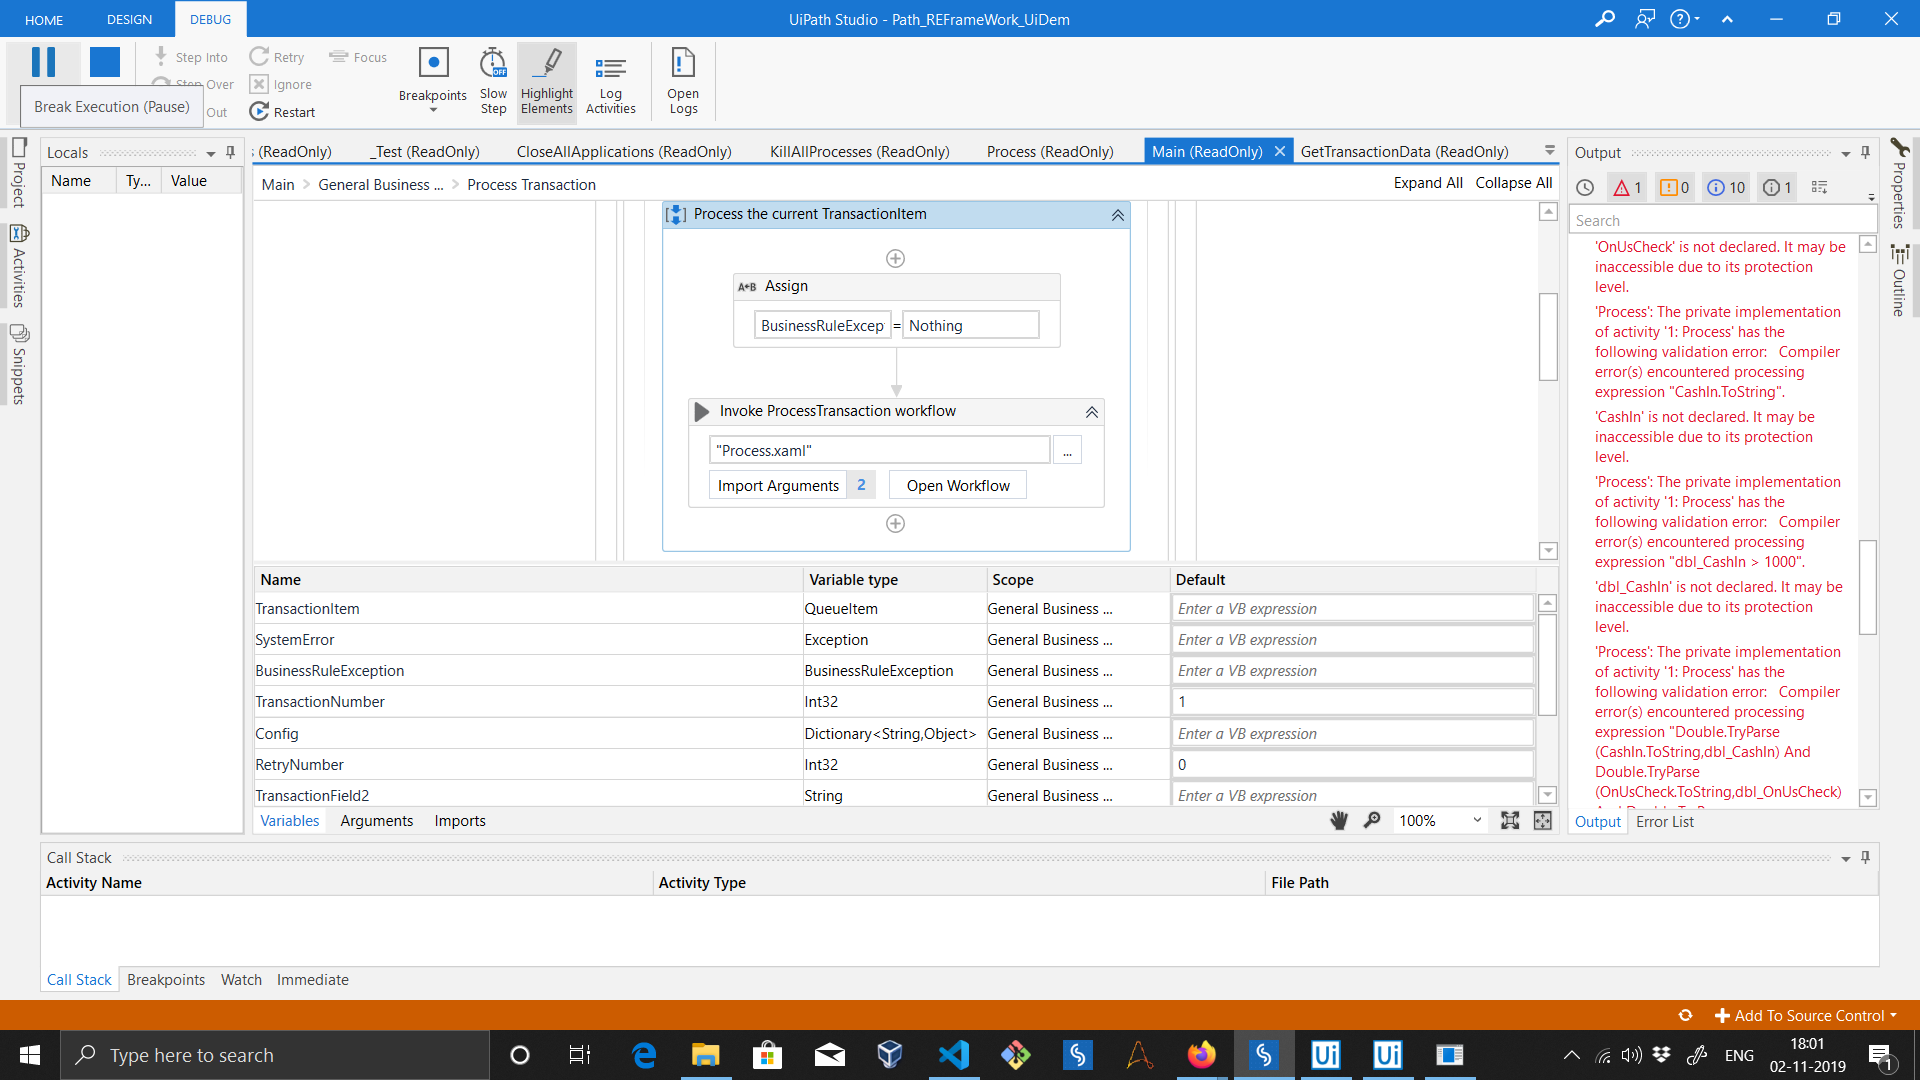 HOME
DESIGN
DEBUG
UiPath Studio - Path_REFrameWork_UiDem
Step Into
Retry
Focus
Over
Ignore
Break Execution (Pause)
Out
Restart
Breakpoints
Slow
Step
OFF
Highlight
Elements
Log
Activities
Open
Logs
Project
Activities
Snippets
Locals
Name
Ty...
Value
(ReadOnly)
_Test (ReadOnly)
CloseAllApplications (ReadOnly)
KillAllProcesses (ReadOnly)
Process (ReadOnly)
Main (ReadOnly)
GetTransactionData (ReadOnly)
Main > General Business ... > Process Transaction
Expand All
Collapse All
Process the current TransactionItem
A+B Assign
BusinessRuleExcep = Nothing
Invoke ProcessTransaction workflow
"Process.xaml"
...
Import Arguments 2
Open Workflow
Name
Variable type
Scope
Default
TransactionItem
QueueItem
General Business ...
Enter a VB expression
SystemError
Exception
General Business ...
Enter a VB expression
BusinessRuleException
BusinessRuleException
General Business ...
Enter a VB expression
TransactionNumber
Int32
General Business ...
1
Config
Dictionary<String,Object>
General Business ...
Enter a VB expression
RetryNumber
Int32
General Business ...
0
TransactionField2
String
General Business ...
Enter a VB expression
Variables
Arguments
Imports
100%
Output
1
0
10
1
Search
'OnUsCheck' is not declared. It may be
inaccessible due to its protection
level.
'Process': The private implementation
of activity '1: Process' has the
following validation error: Compiler
error(s) encountered processing
expression "CashIn.ToString".
'CashIn' is not declared. It may be
inaccessible due to its protection
level.
'Process': The private implementation
of activity '1: Process' has the
following validation error: Compiler
error(s) encountered processing
expression "dbl_CashIn > 1000".
'dbl_CashIn' is not declared. It may be
inaccessible due to its protection
level.
'Process': The private implementation
of activity '1: Process' has the
following validation error: Compiler
error(s) encountered processing
expression "Double.TryParse
(CashIn.ToString,dbl_CashIn) And
Double.TryParse
(OnUsCheck.ToString,dbl_OnUsCheck)
Output
Error List
Properties
Outline
Call Stack
Activity Name
Activity Type
File Path
Call Stack
Breakpoints
Watch
Immediate
Add To Source Control
Type here to search
Ui
Ui
ENG
18:01
02-11-2019
1